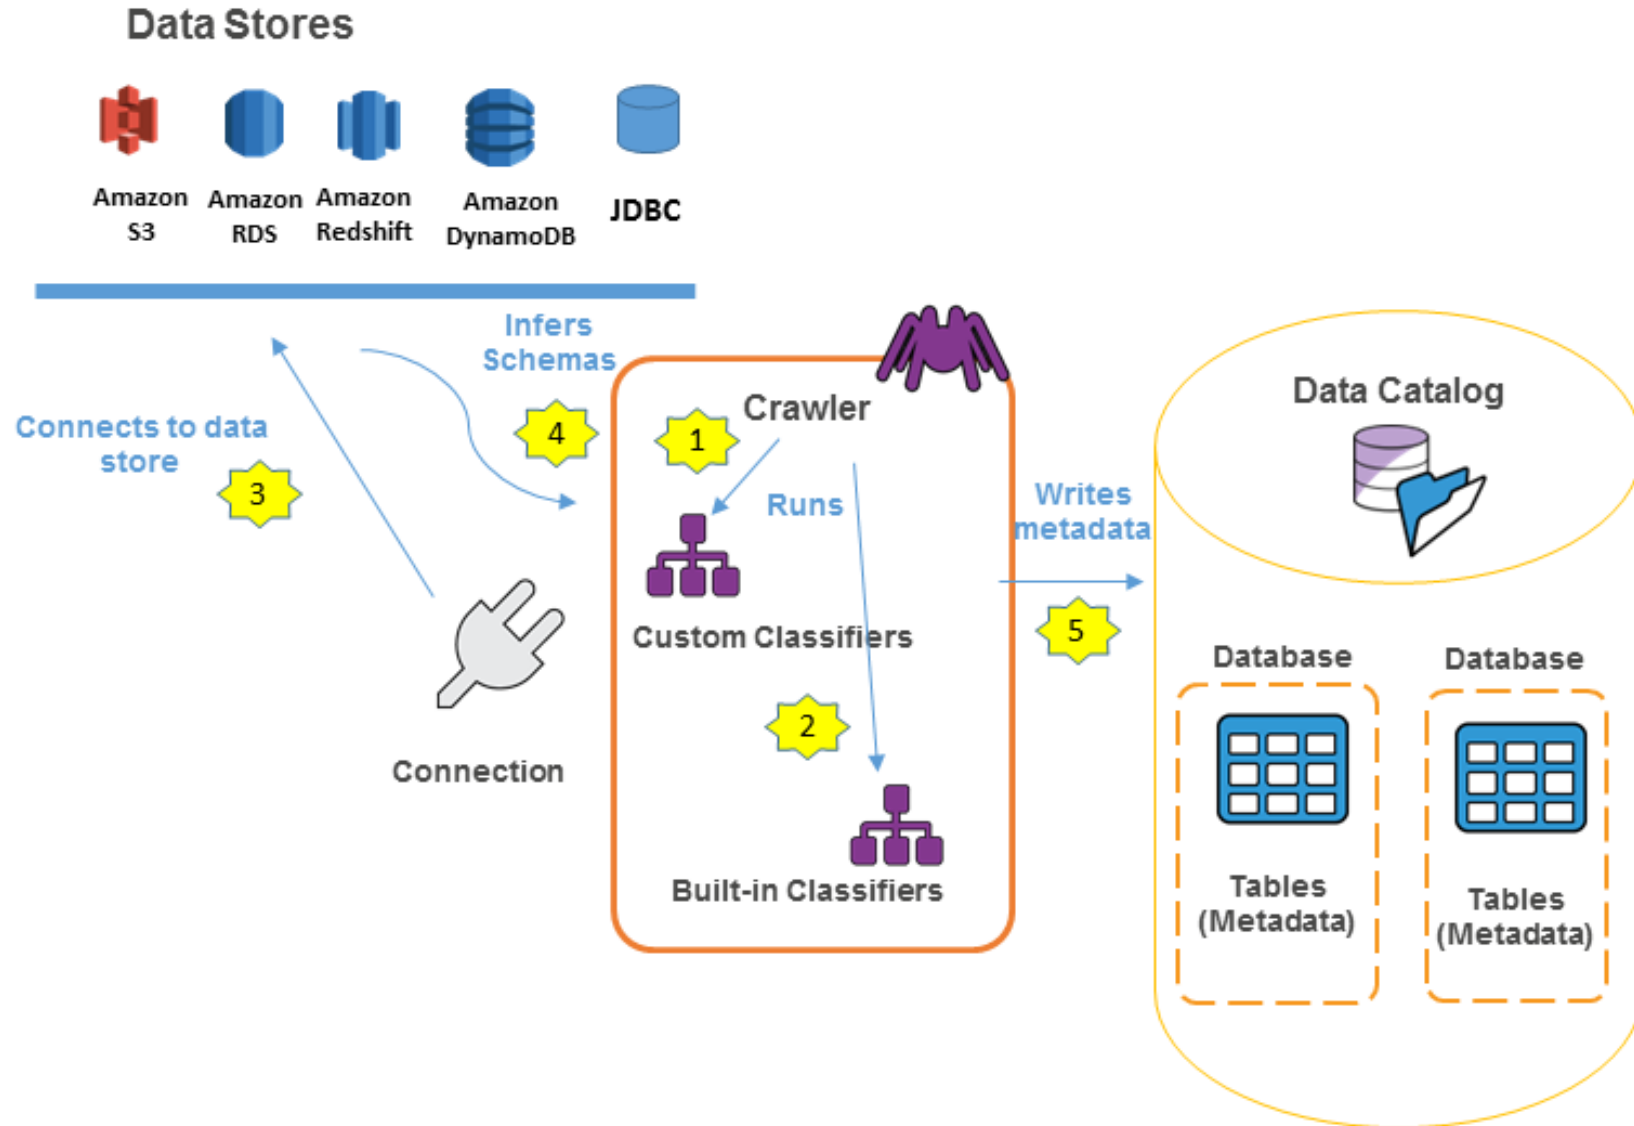 Data Stores
Amazon
S3
Amazon
RDS
Amazon
Redshift
Amazon
DynamoDB
JDBC
Infers
Schemas
4
Connects to data
store
3
Connection
Crawler
1
Runs
Custom Classifiers
2
Built-in Classifiers
Writes
metadata
5
Data Catalog
Database
Tables
(Metadata)
Database
Tables
(Metadata)